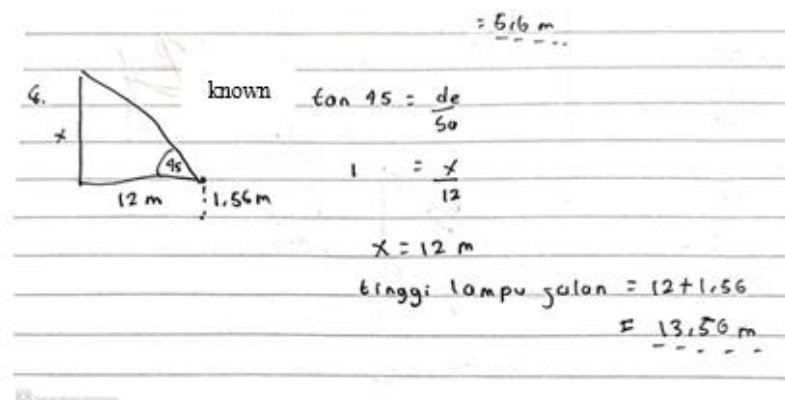 = 5,6 m
6.
known
x
45
12 m
1,56 m
tan 45 = de/sa
1 = x/12
x = 12 m
tinggi lampu jalan = 12 + 1,56
= 13,56 m